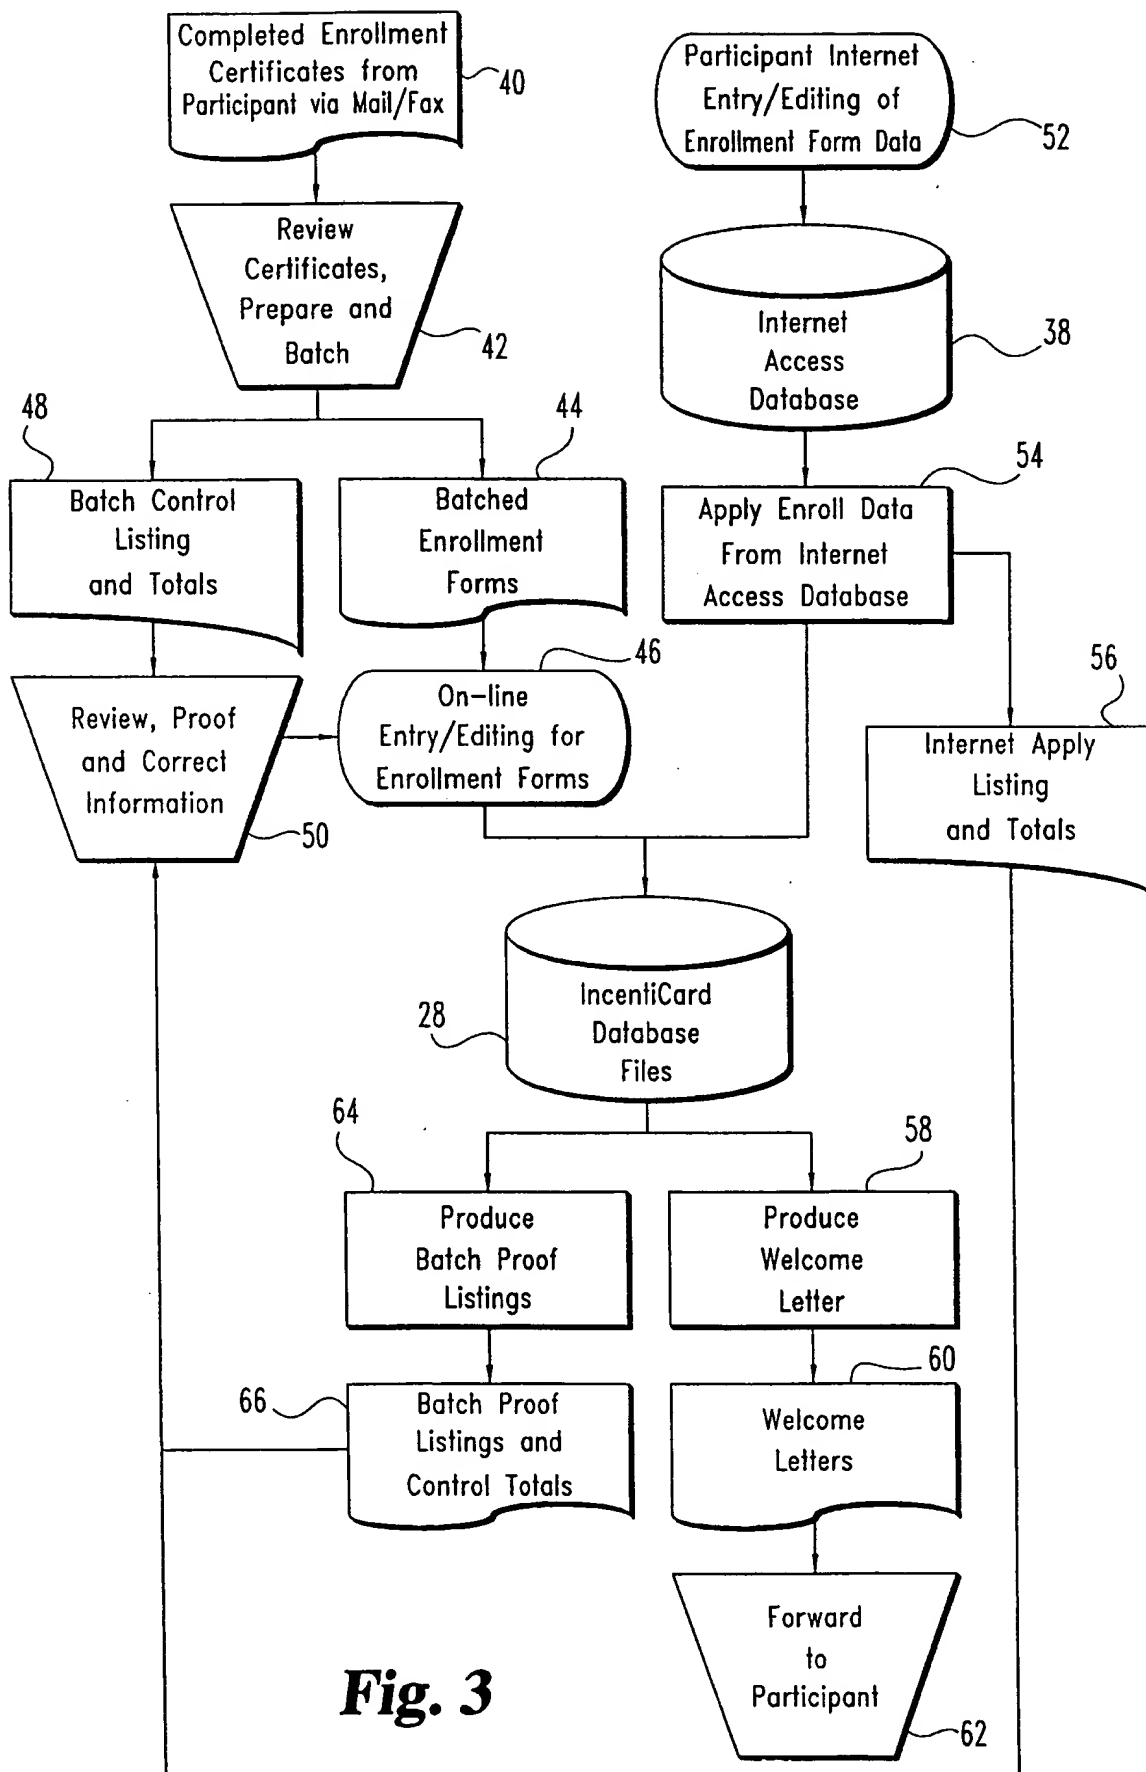 Completed Enrollment
Certificates from
Participant via Mail/Fax
40
Participant Internet
Entry/Editing of
Enrollment Form Data
52
Review
Certificates,
Prepare and
Batch
42
Internet
Access
Database
38
48
Batch Control
Listing
and Totals
44
Batched
Enrollment
Forms
54
Apply Enroll Data
From Internet
Access Database
Review, Proof
and Correct
Information
50
46
On-line
Entry/Editing for
Enrollment Forms
56
Internet Apply
Listing
and Totals
28
IncentiCard
Database
Files
64
Produce
Batch Proof
Listings
58
Produce
Welcome
Letter
66
Batch Proof
Listings and
Control Totals
60
Welcome
Letters
Forward
to
Participant
62
Fig. 3